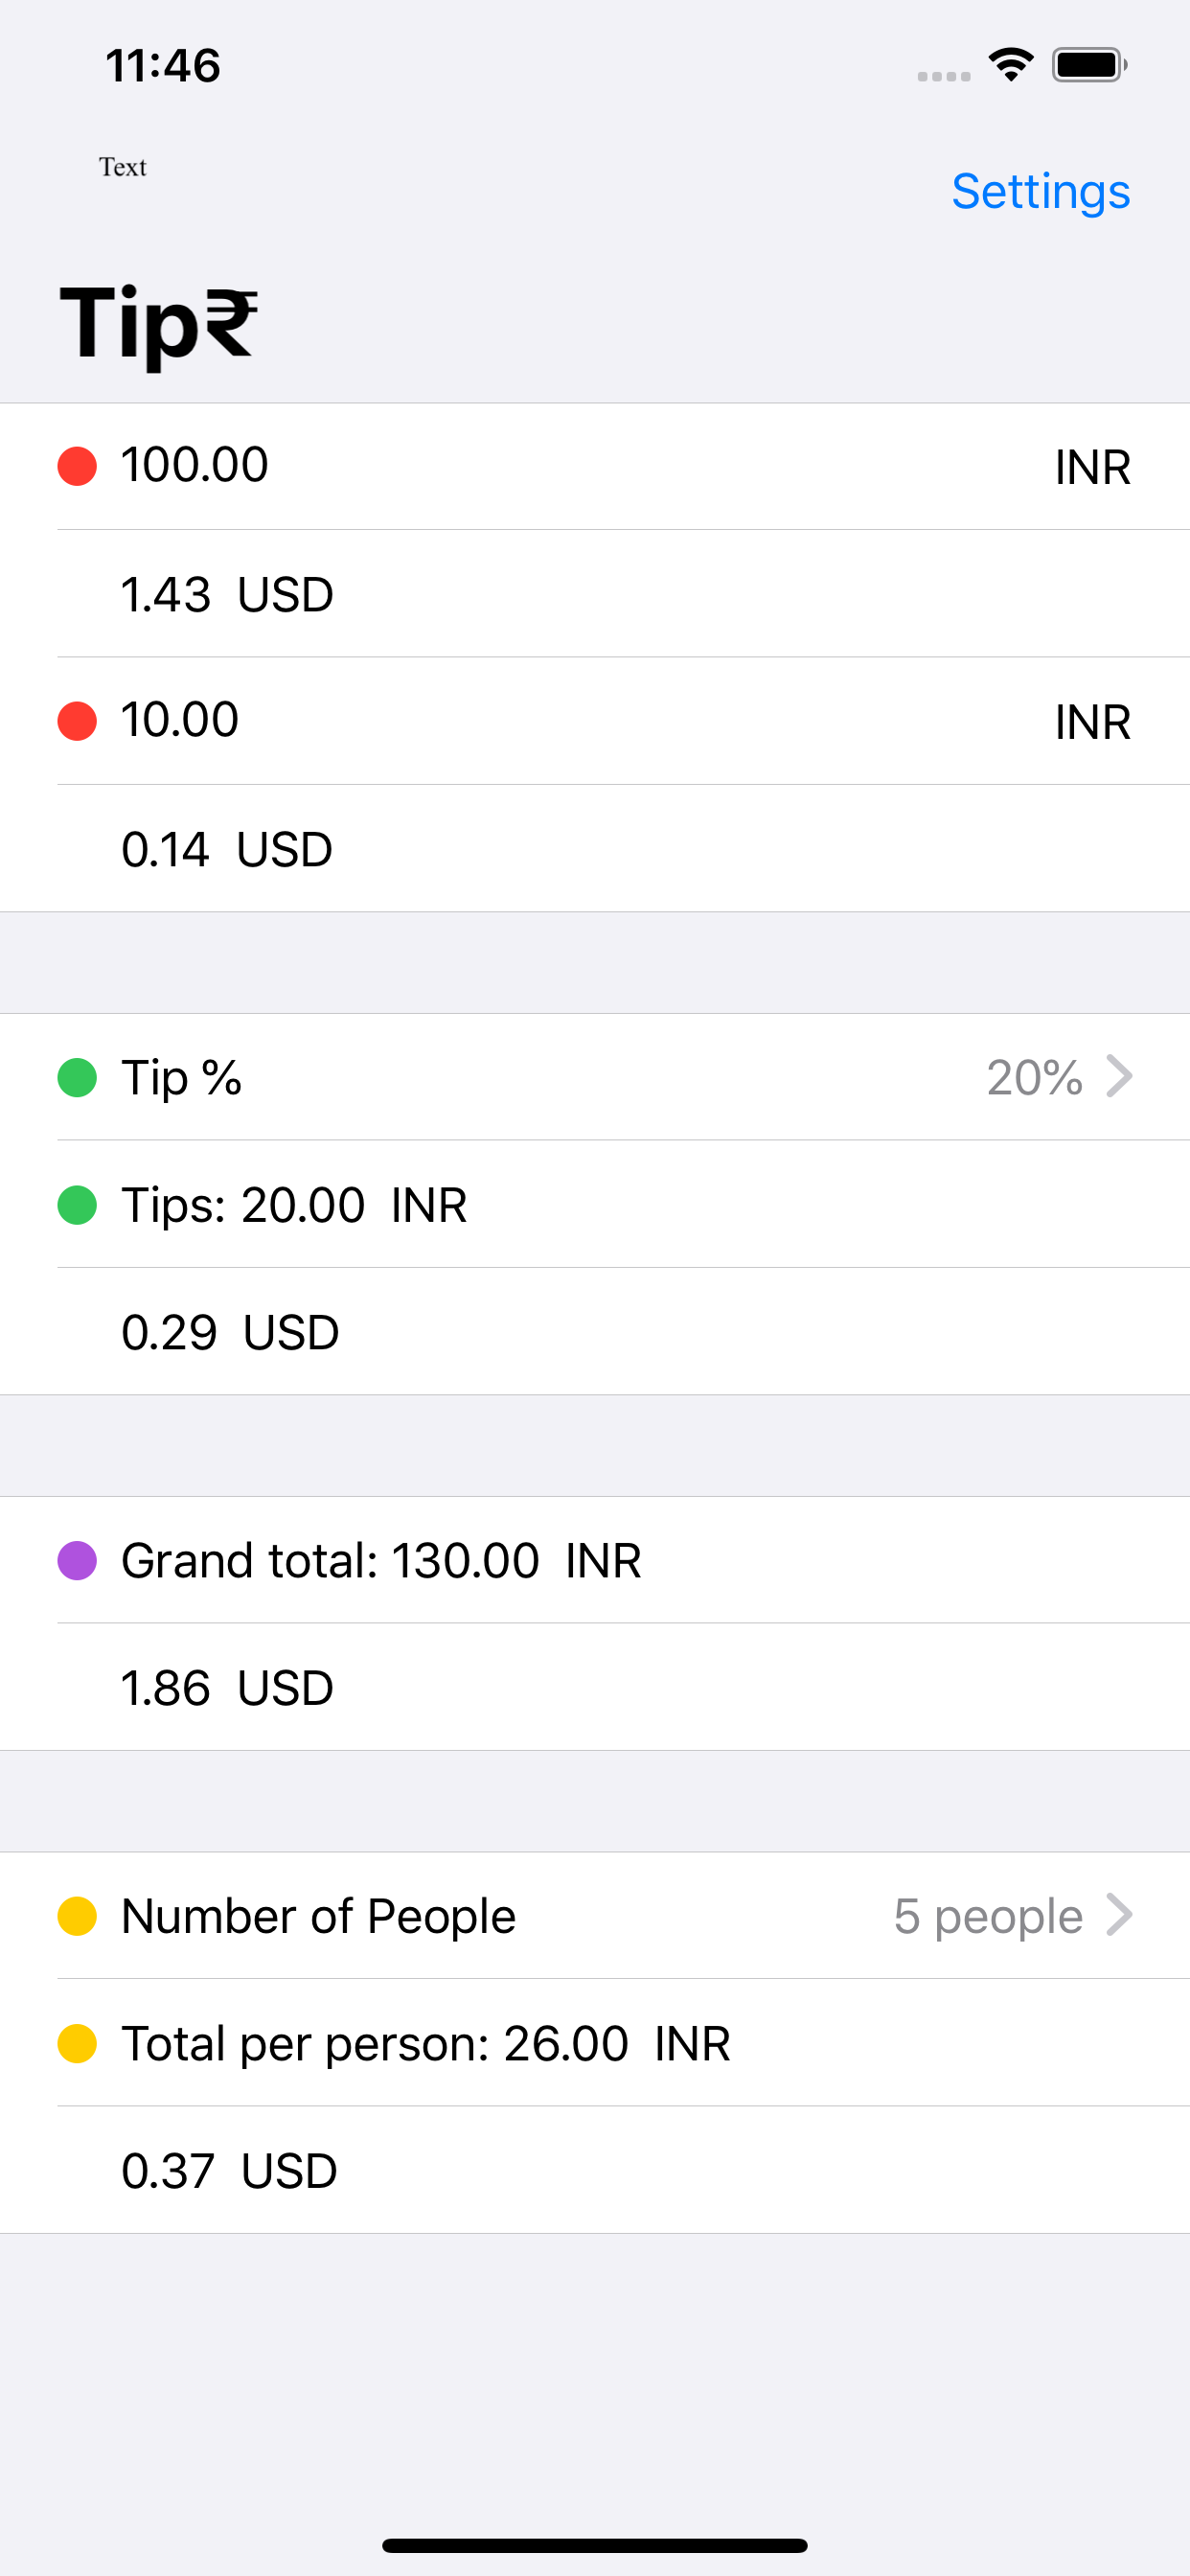 11:46
Text
Settings
Tip₹
100.00 INR
1.43 USD
10.00 INR
0.14 USD
Tip % 20%
Tips: 20.00 INR
0.29 USD
Grand total: 130.00 INR
1.86 USD
Number of People 5 people
Total per person: 26.00 INR
0.37 USD